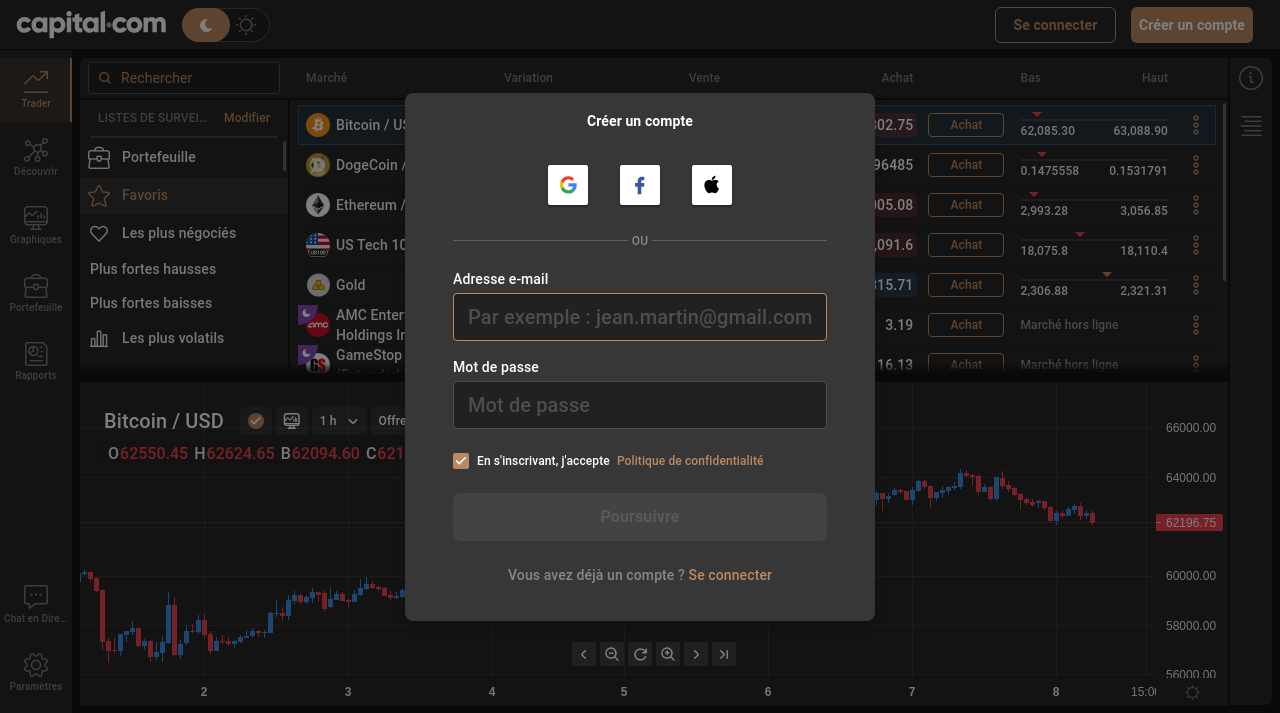 capital.com
Se connecter
Créer un compte
Trader
Découvrir
Graphiques
Portefeuille
Rapports
Chat en Dire...
Paramètres
Rechercher
LISTES DE SURVEI... Modifier
Portefeuille
Favoris
Les plus négociés
Plus fortes hausses
Plus fortes baisses
Les plus volatils
Marché Variation Vente Achat Bas Haut
Bitcoin / US 02.75 Achat 62,085.30 63,088.90
DogeCoin / 96485 Achat 0.1475558 0.1531791
Ethereum / 05.08 Achat 2,993.28 3,056.85
US Tech 10 ,091.6 Achat 18,075.8 18,110.4
Gold 15.71 Achat 2,306.88 2,321.31
AMC Enter
Holdings In 3.19 Marché hors ligne
GameStop 16.13 Marché hors ligne
Créer un compte
OU
Adresse e-mail
Par exemple : jean.martin@gmail.com
Mot de passe
Mot de passe
En s'inscrivant, j'accepte Politique de confidentialité
Poursuivre
Vous avez déjà un compte ? Se connecter
Bitcoin / USD 1 h Offre
O62550.45 H62624.65 B62094.60 C621
66000.00
64000.00
62196.75
60000.00
58000.00
56000.00
2 3 4 5 6 7 8 15:00